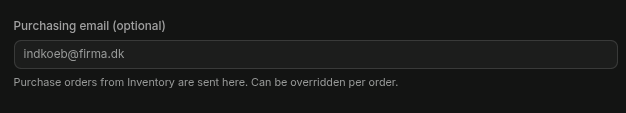 Purchasing email (optional)
indkoeb@firma.dk
Purchase orders from Inventory are sent here. Can be overridden per order.